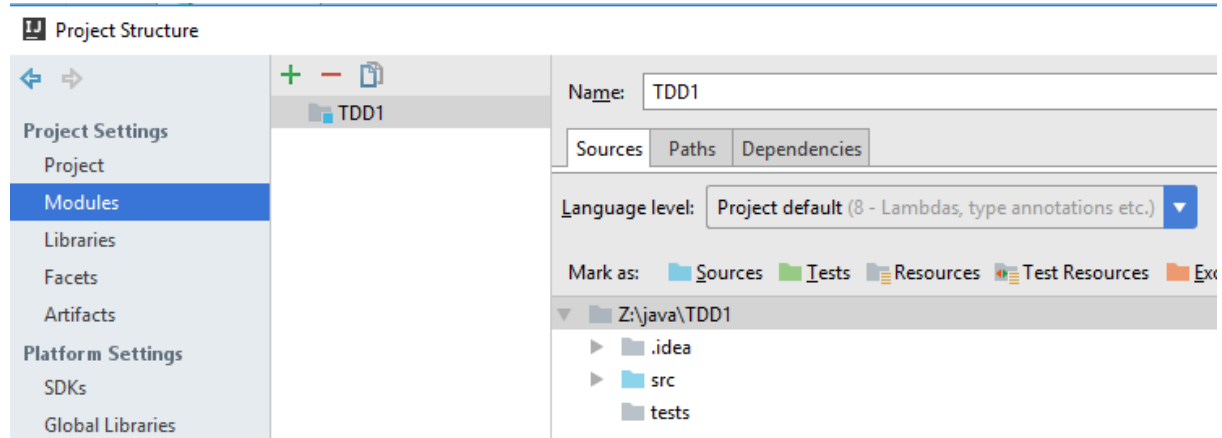 IJ Project Structure
Project Settings
Project
Modules
Libraries
Facets
Artifacts
Platform Settings
SDKs
Global Libraries
TDD1
Name: TDD1
Sources Paths Dependencies
Language level: Project default (8 - Lambdas, type annotations etc.)
Mark as: Sources Tests Resources Test Resources Exc
Z:\java\TDD1
.idea
src
tests